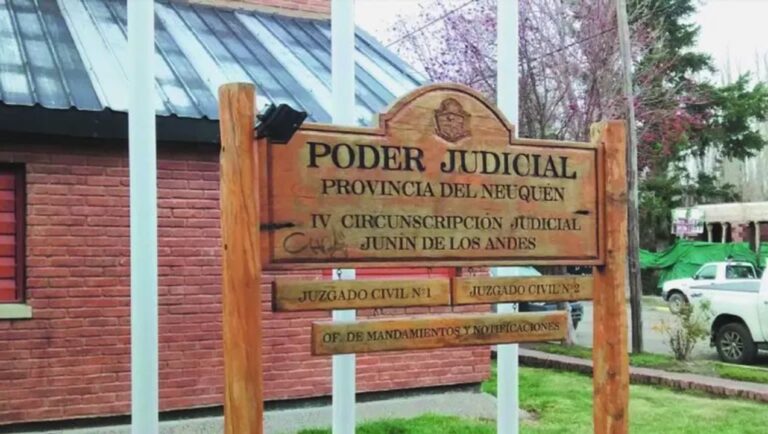 PODER JUDICIAL
PROVINCIA DEL NEUQUÉN
IV CIRCUNSCRIPCIÓN JUDICIAL
JUNÍN DE LOS ANDES
JUZGADO CIVIL Nº1
JUZGADO CIVIL Nº2
OF. DE MANDAMIENTOS Y NOTIFICACIONES